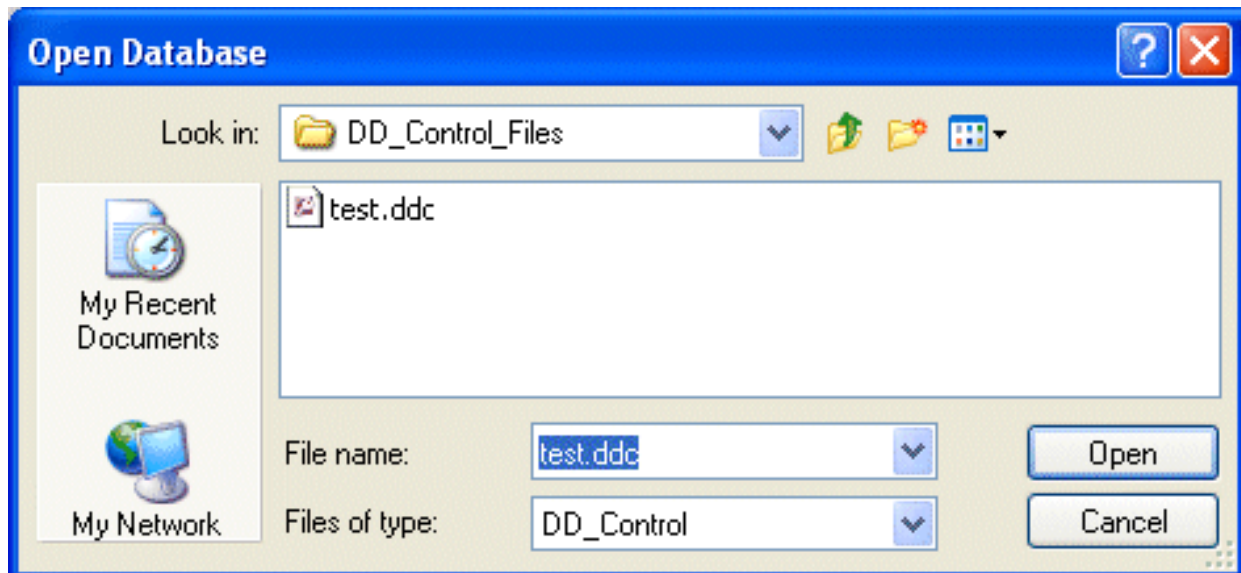 Open Database
Look in: DD_Control_Files
test.ddc
My Recent
Documents
My Network
File name: test.ddc Open
Files of type: DD_Control Cancel